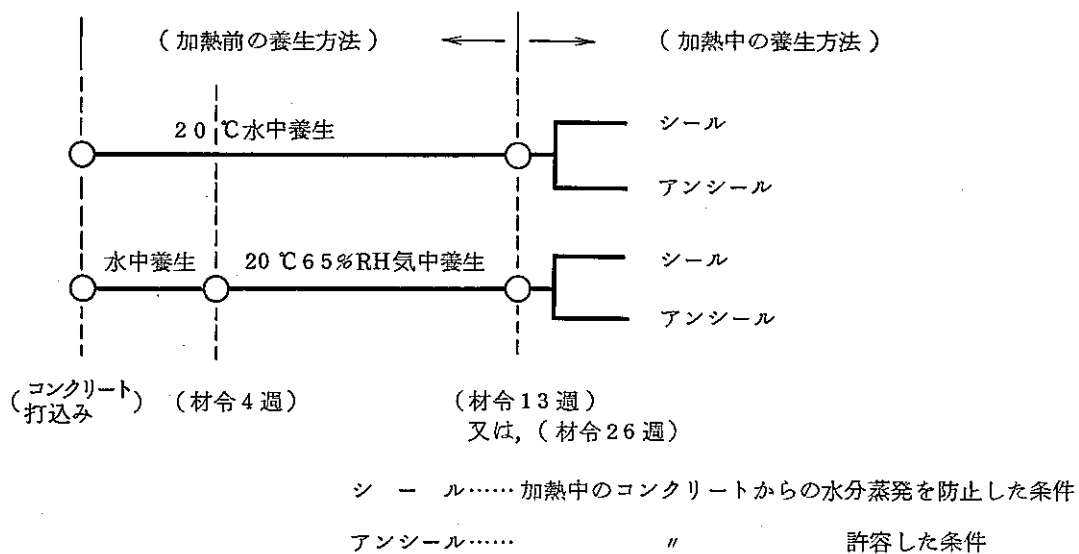 (加熱前の養生方法) (加熱中の養生方法)
20℃水中養生
シール
アンシール
水中養生 20℃65%RH気中養生
シール
アンシール
(コンクリート打込み) (材令4週) (材令13週)
又は,(材令26週)
シール……加熱中のコンクリートからの水分蒸発を防止した条件
アンシール…… 〃 許容した条件